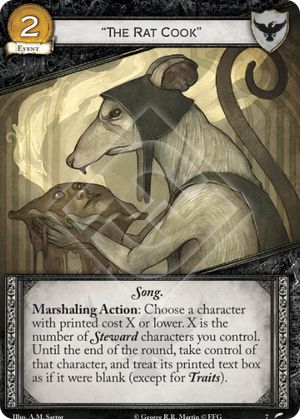 2
"The Rat Cook"
Event
Song.
Marshaling Action: Choose a character
with printed cost X or lower. X is the
number of Steward characters you control.
Until the end of the round, take control of
that character, and treat its printed text box
as if it were blank (except for Traits).
Illus. A.M. Sartor
© George R.R. Martin © FFG
7